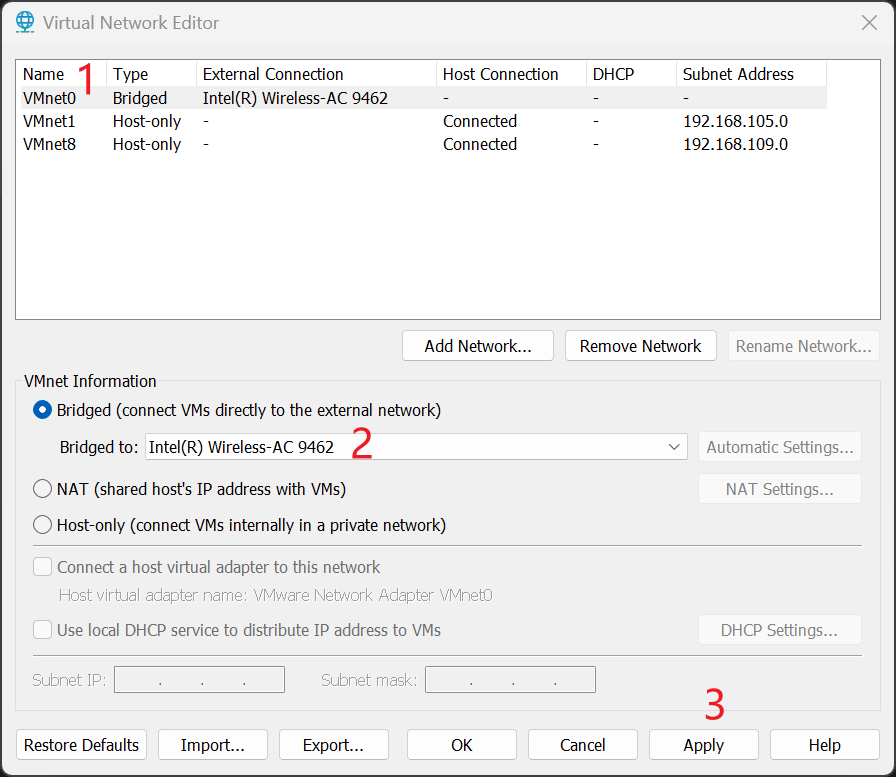 Virtual Network Editor
Name 1 Type External Connection Host Connection DHCP Subnet Address
VMnet0 Bridged Intel(R) Wireless-AC 9462 - - -
VMnet1 Host-only - Connected - 192.168.105.0
VMnet8 Host-only - Connected - 192.168.109.0
Add Network... Remove Network Rename Network...
VMnet Information
Bridged (connect VMs directly to the external network)
Bridged to: Intel(R) Wireless-AC 9462 2 Automatic Settings...
NAT (shared host's IP address with VMs) NAT Settings...
Host-only (connect VMs internally in a private network)
Connect a host virtual adapter to this network
Host virtual adapter name: VMware Network Adapter VMnet0
Use local DHCP service to distribute IP address to VMs DHCP Settings...
Subnet IP: . . . Subnet mask: . . .
3
Restore Defaults Import... Export... OK Cancel Apply Help